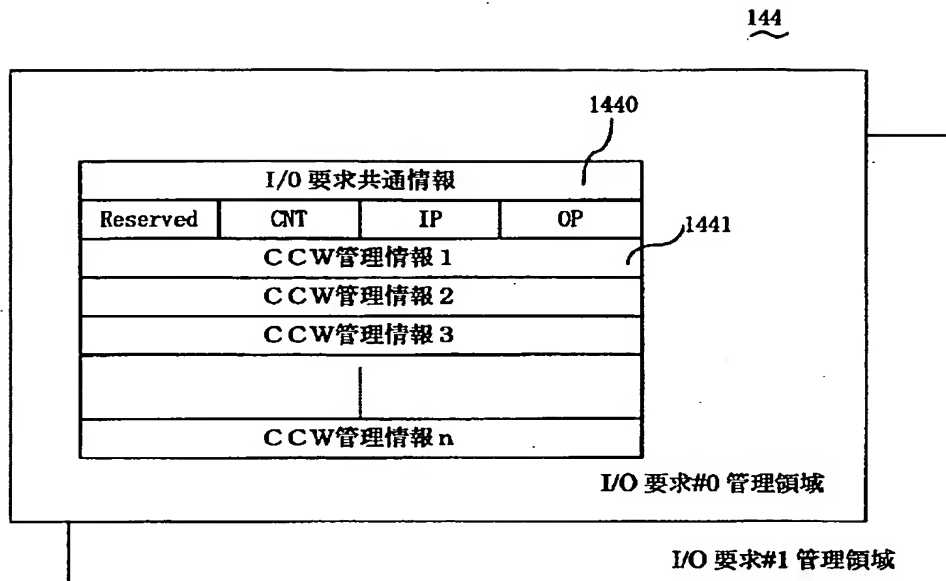 144
1440
I/O 要求共通情報
Reserved CNT IP OP
1441
ＣＣＷ管理情報１
ＣＣＷ管理情報２
ＣＣＷ管理情報３
ＣＣＷ管理情報ｎ
I/O 要求#0 管理領域
I/O 要求#1 管理領域